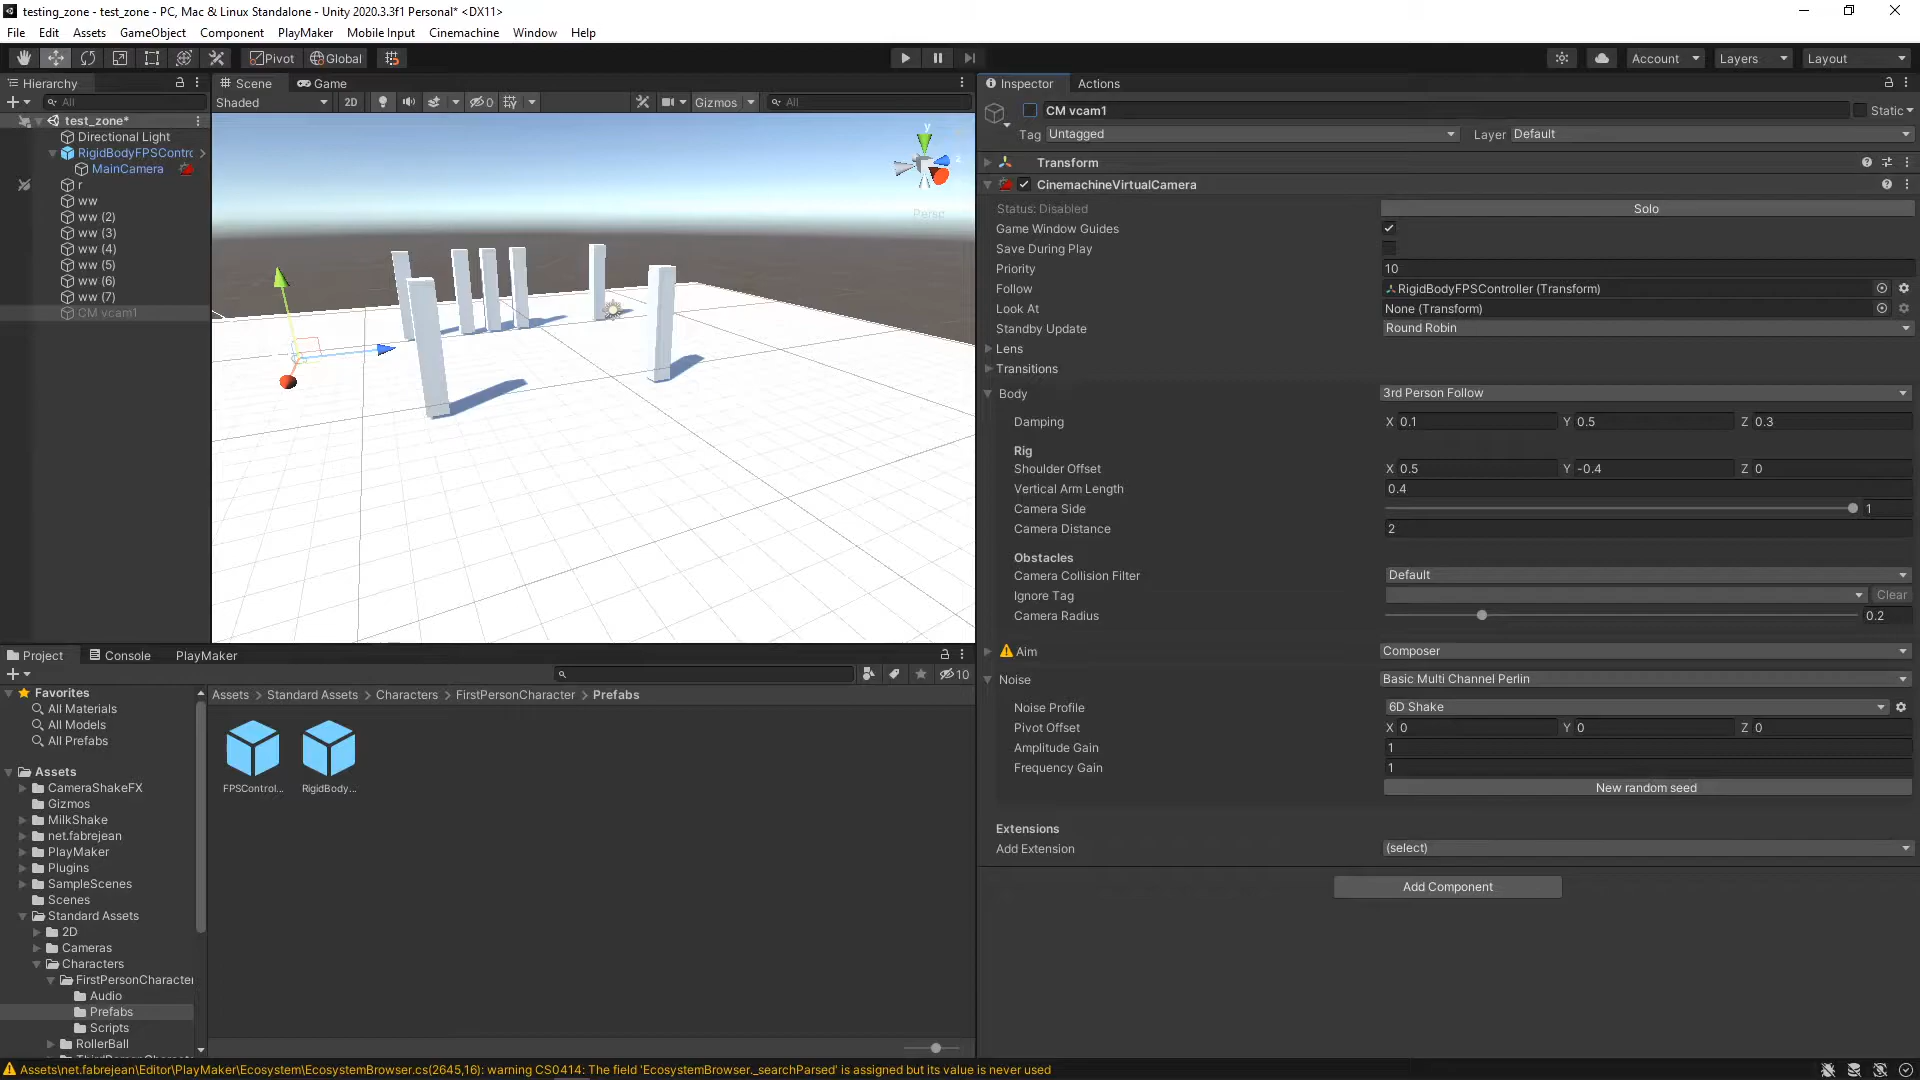 testing_zone - test_zone - PC, Mac & Linux Standalone - Unity 2020.3.3f1 Personal* <DX11>
File Edit Assets GameObject Component PlayMaker Mobile Input Cinemachine Window Help
Pivot Global Account Layers Layout
Hierarchy
All
test_zone*
Directional Light
RigidBodyFPSContro
MainCamera
r
ww
ww (2)
ww (3)
ww (4)
ww (5)
ww (6)
ww (7)
CM vcam1
Scene Game
Shaded 2D 0 Gizmos All
y
z
Persp
Inspector Actions
CM vcam1 Static
Tag Untagged Layer Default
Transform
CinemachineVirtualCamera
Status: Disabled Solo
Game Window Guides
Save During Play
Priority 10
Follow RigidBodyFPSController (Transform)
Look At None (Transform)
Standby Update Round Robin
Lens
Transitions
Body 3rd Person Follow
Damping X 0.1 Y 0.5 Z 0.3
Rig
Shoulder Offset X 0.5 Y -0.4 Z 0
Vertical Arm Length 0.4
Camera Side 1
Camera Distance 2
Obstacles
Camera Collision Filter Default
Ignore Tag Clear
Camera Radius 0.2
Aim Composer
Noise Basic Multi Channel Perlin
Noise Profile 6D Shake
Pivot Offset X 0 Y 0 Z 0
Amplitude Gain 1
Frequency Gain 1
New random seed
Extensions
Add Extension (select)
Add Component
Project Console PlayMaker
10
Favorites
All Materials
All Models
All Prefabs
Assets
CameraShakeFX
Gizmos
MilkShake
net.fabrejean
PlayMaker
Plugins
SampleScenes
Scenes
Standard Assets
2D
Cameras
Characters
FirstPersonCharacter
Audio
Prefabs
Scripts
RollerBall
Assets > Standard Assets > Characters > FirstPersonCharacter > Prefabs
FPSControl... RigidBody...
Assets\net.fabrejean\Editor\PlayMaker\Ecosystem\EcosystemBrowser.cs(2645,16): warning CS0414: The field 'EcosystemBrowser._searchParsed' is assigned but its value is never used